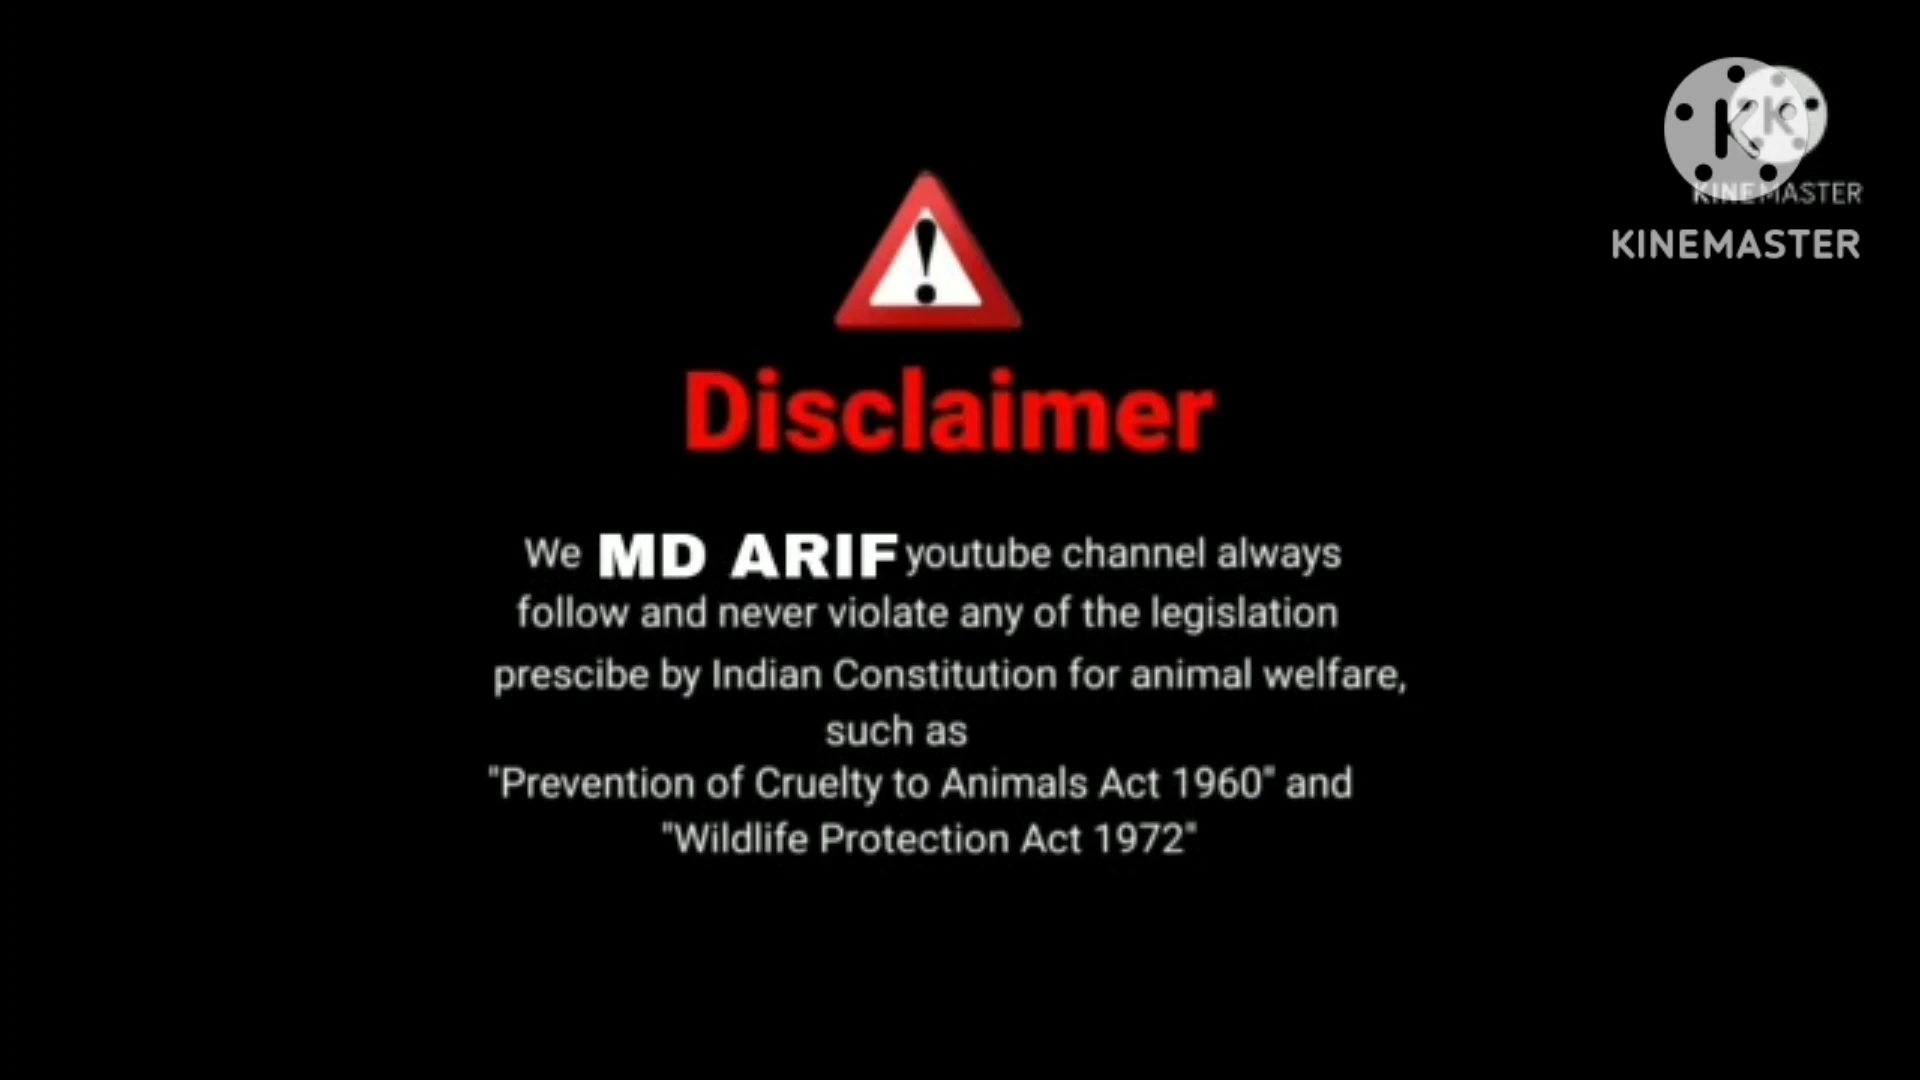 K
K
KINEMASTER
KINEMASTER
!
Disclaimer
We MD ARIF youtube channel always
follow and never violate any of the legislation
prescibe by Indian Constitution for animal welfare,
such as
"Prevention of Cruelty to Animals Act 1960" and
"Wildlife Protection Act 1972"